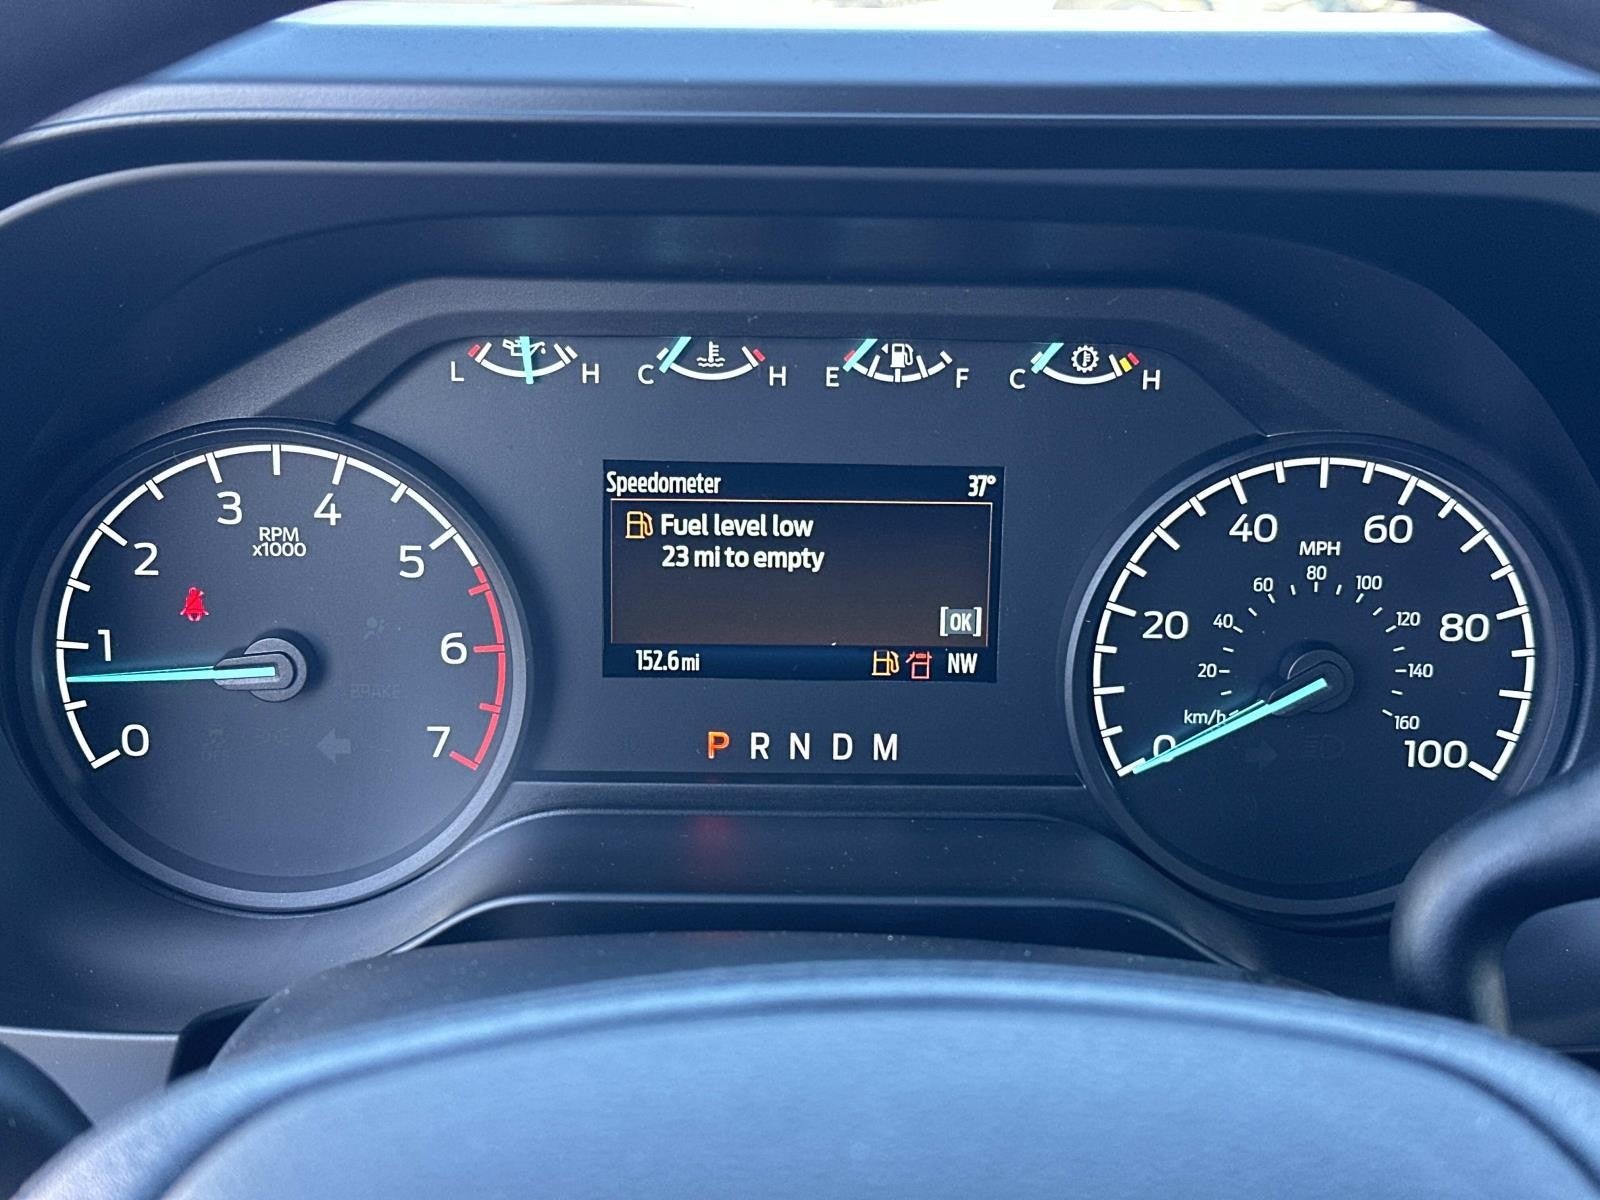 L H C H E F C H
Speedometer 37°
Fuel level low
23 mi to empty
[OK]
152.6 mi NW
P R N D M
0 1 2 3 4 5 6 7
RPM
x1000
BRAKE
0 20 40 60 80 100
MPH
20 40 60 80 100 120 140 160
km/h